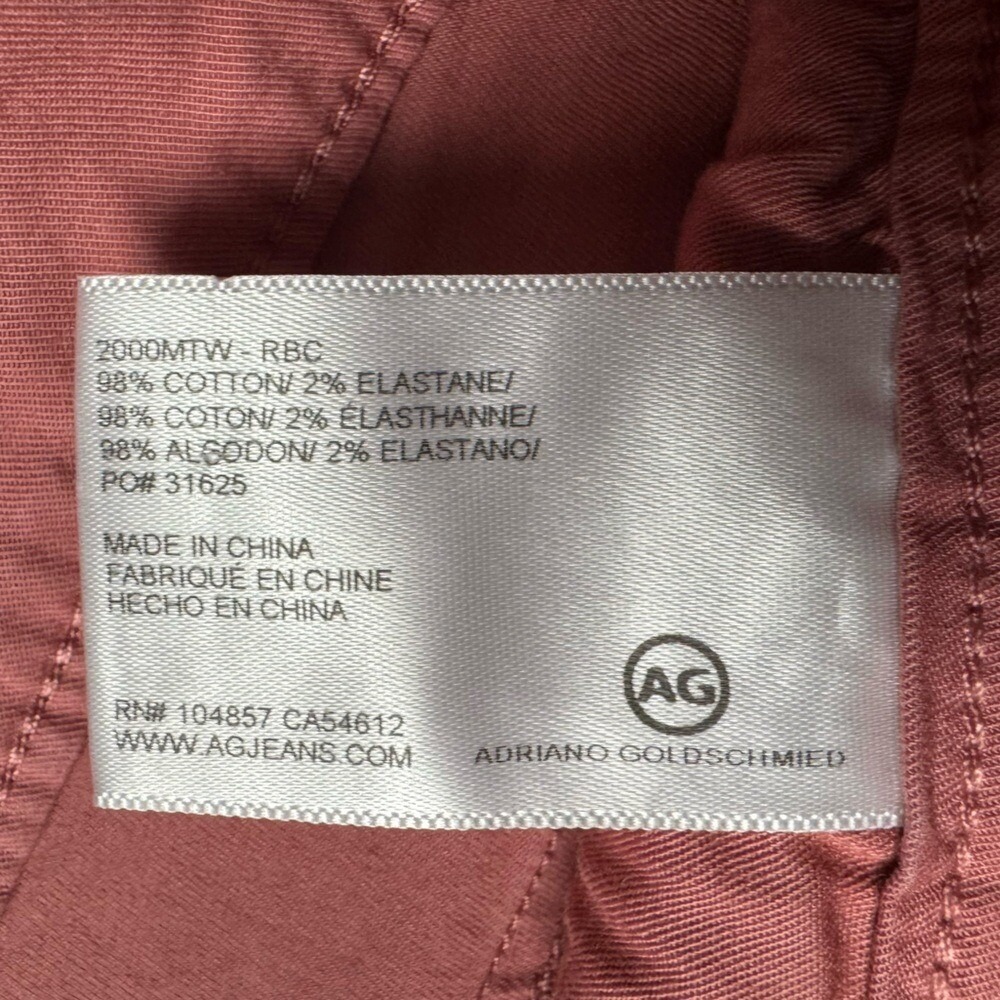 2000MTW - RBC
98% COTTON/ 2% ELASTANE/
98% COTON/ 2% ÉLASTHANNE/
98% ALGODON/ 2% ELASTANO/
PO# 31625
MADE IN CHINA
FABRIQUÉ EN CHINE
HECHO EN CHINA
RN# 104857 CA54612
WWW.AGJEANS.COM
AG
ADRIANO GOLDSCHMIED